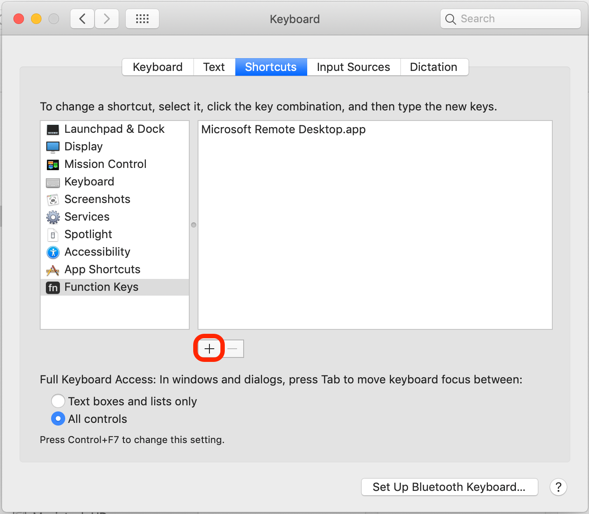 Keyboard
Search
Keyboard
Text
Shortcuts
Input Sources
Dictation
To change a shortcut, select it, click the key combination, and then type the new keys.
Launchpad & Dock
Display
Mission Control
Keyboard
Screenshots
Services
Spotlight
Accessibility
App Shortcuts
fn Function Keys
Microsoft Remote Desktop.app
+
−
Full Keyboard Access: In windows and dialogs, press Tab to move keyboard focus between:
Text boxes and lists only
All controls
Press Control+F7 to change this setting.
Set Up Bluetooth Keyboard...
?